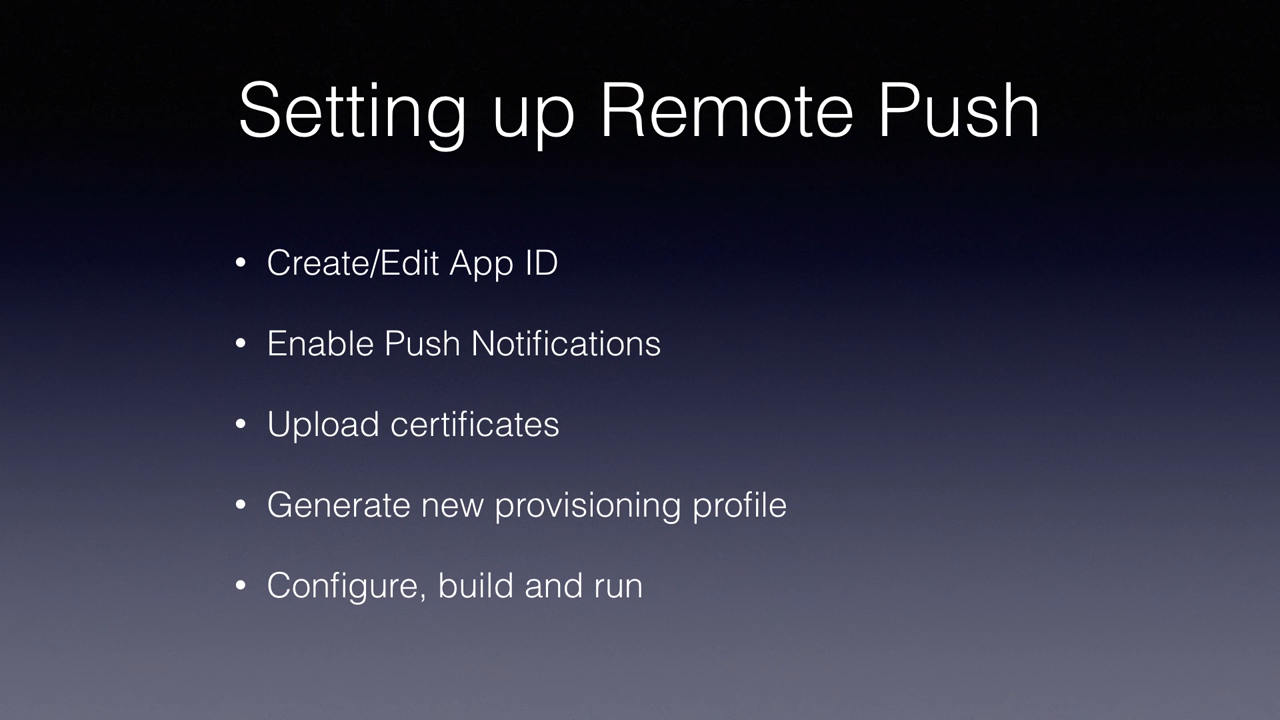 Setting up Remote Push
• Create/Edit App ID
• Enable Push Notifications
• Upload certificates
• Generate new provisioning profile
• Configure, build and run